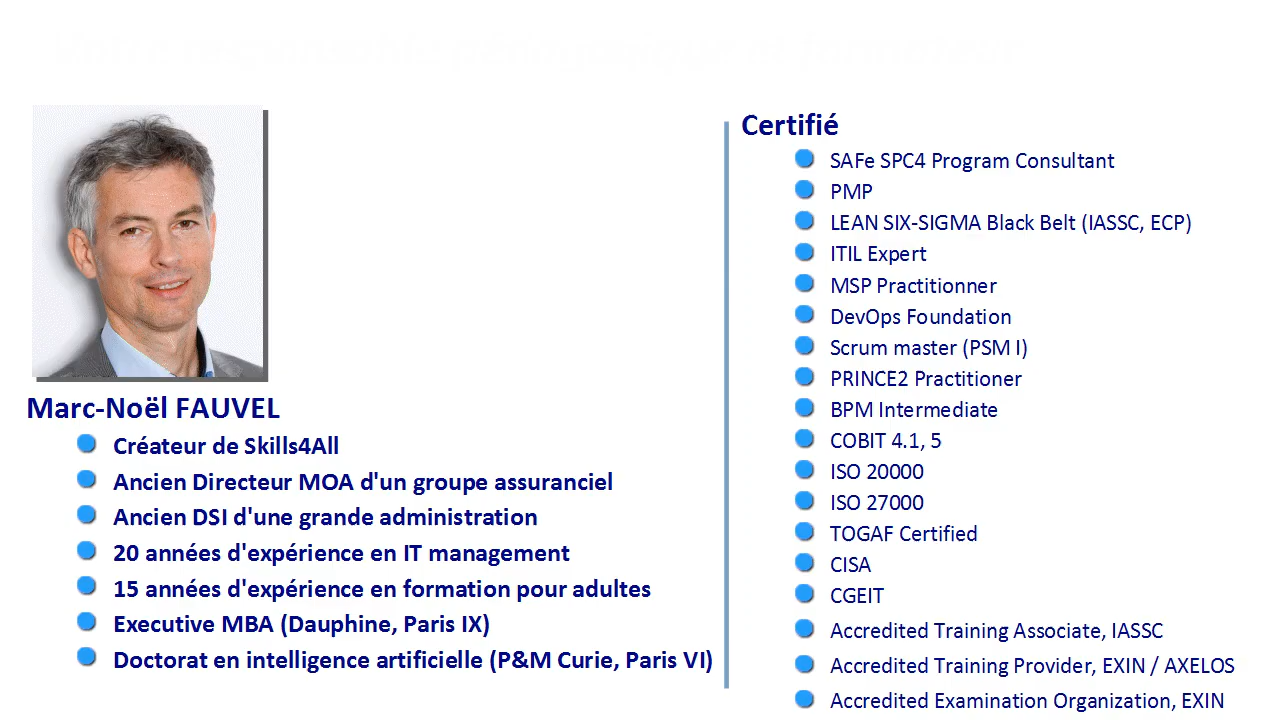 Marc-Noël FAUVEL
Créateur de Skills4All
Ancien Directeur MOA d'un groupe assuranciel
Ancien DSI d'une grande administration
20 années d'expérience en IT management
15 années d'expérience en formation pour adultes
Executive MBA (Dauphine, Paris IX)
Doctorat en intelligence artificielle (P&M Curie, Paris VI)
Certifié
SAFe SPC4 Program Consultant
PMP
LEAN SIX-SIGMA Black Belt (IASSC, ECP)
ITIL Expert
MSP Practitionner
DevOps Foundation
Scrum master (PSM I)
PRINCE2 Practitioner
BPM Intermediate
COBIT 4.1, 5
ISO 20000
ISO 27000
TOGAF Certified
CISA
CGEIT
Accredited Training Associate, IASSC
Accredited Training Provider, EXIN / AXELOS
Accredited Examination Organization, EXIN